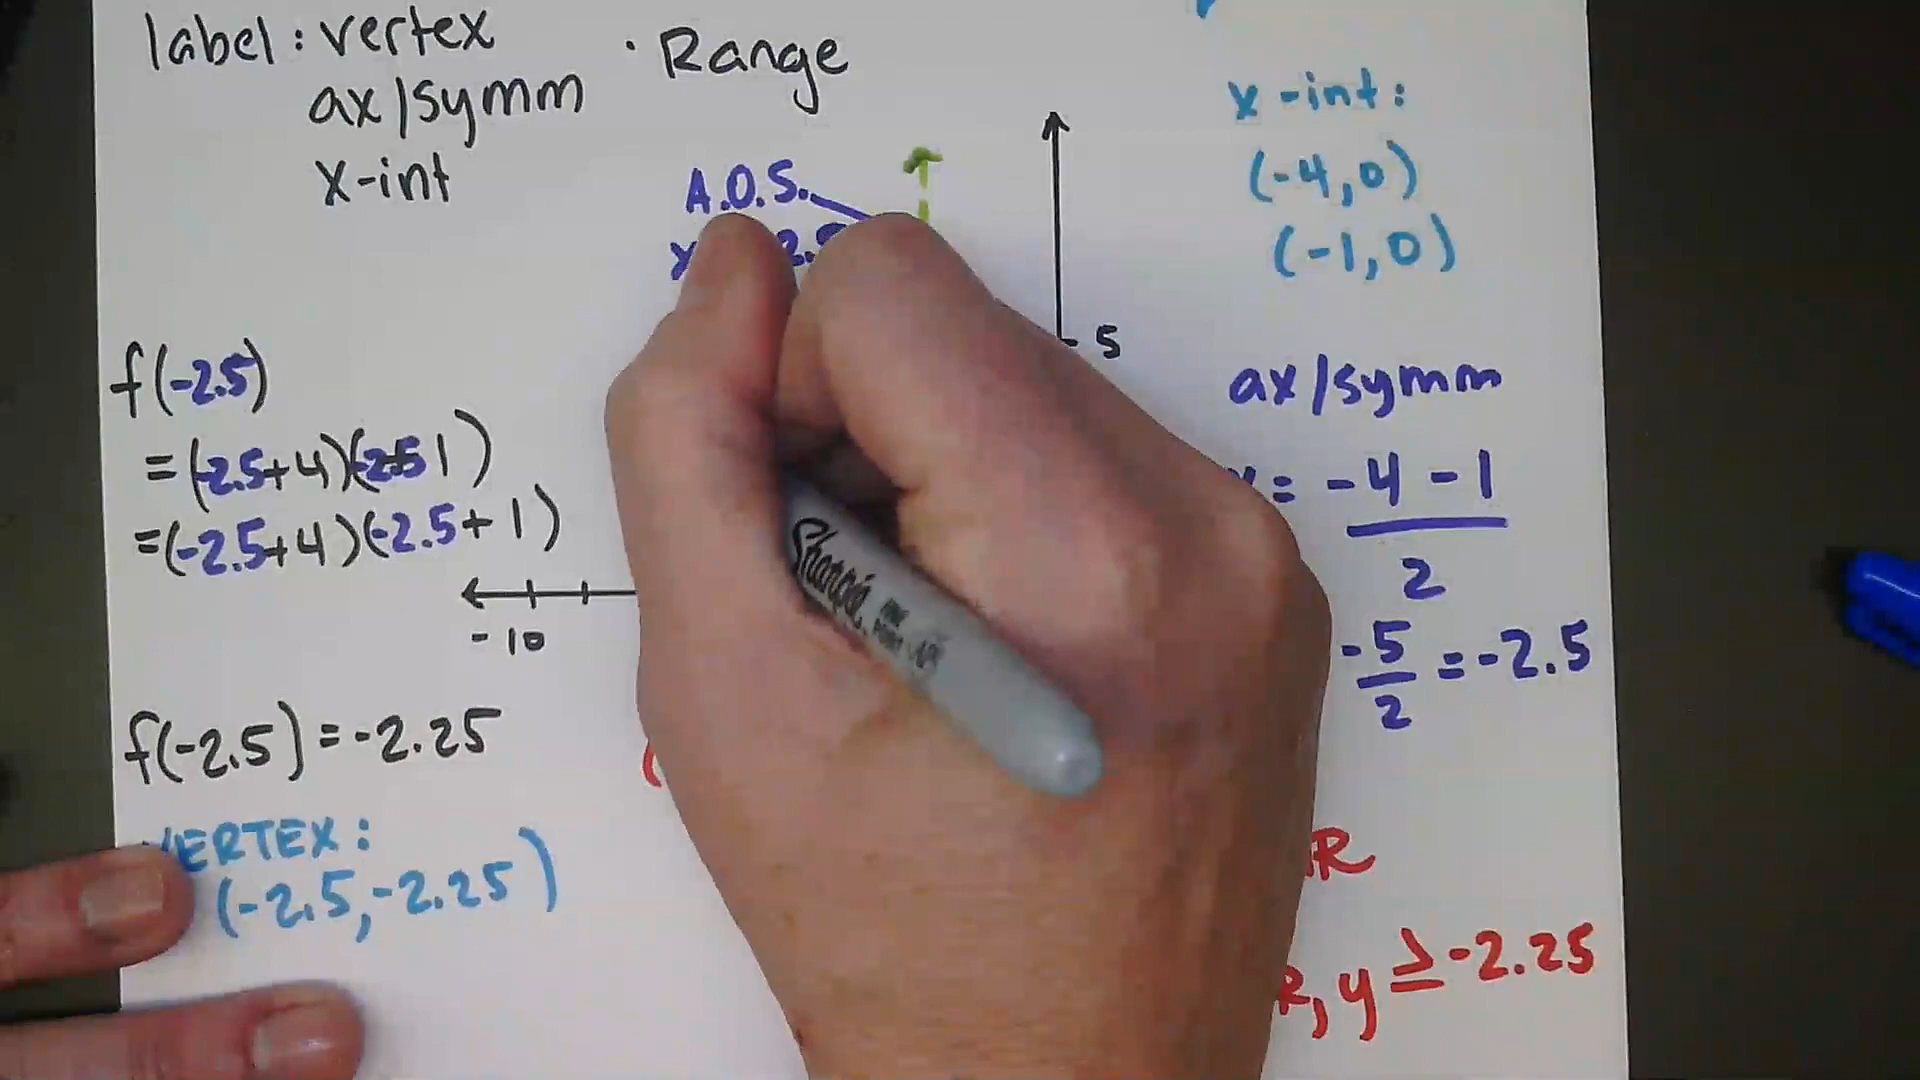 label: vertex
ax/symm
x-int
· Range
A.O.S.
x
f(-2.5)
=(-2.5+4)(-2.5 1)
=(-2.5+4)(-2.5+1)
-10
5
f(-2.5)=-2.25
VERTEX:
(-2.5,-2.25)
x-int:
(-4,0)
(-1,0)
ax/symm
= -4-1
2
-5
2
=-2.5
R
R, y≥-2.25
Sharpie